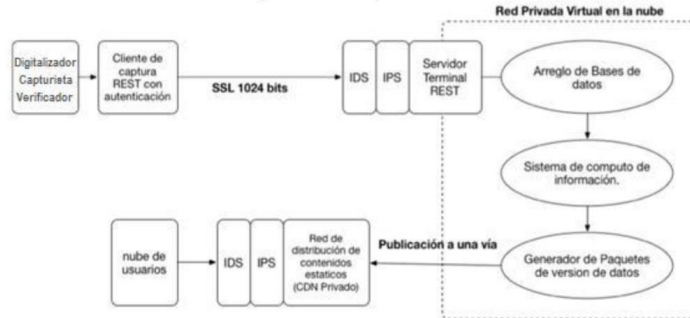 Red Privada Virtual en la nube
Digitalizador
Capturista
Verificador
Cliente de
captura
REST con
autenticación
SSL 1024 bits
IDS
IPS
Servidor
Terminal
REST
Arreglo de Bases de
datos
Sistema de computo de
información.
nube de
usuarios
IDS
IPS
Red de
distribución de
contenidos
estaticos
(CDN Privado)
Publicación a una vía
Generador de Paquetes
de version de datos